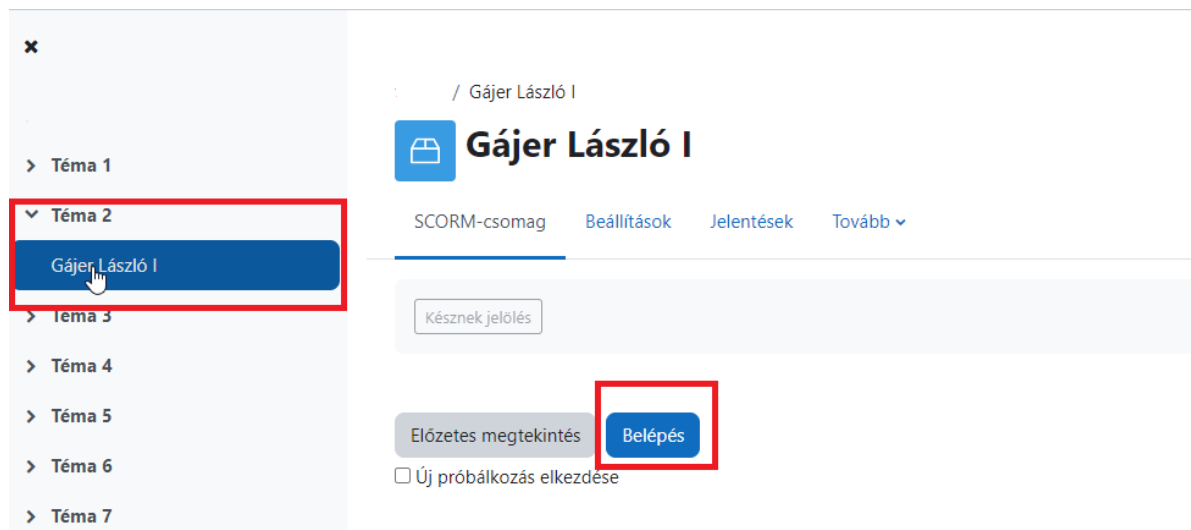 Téma 1
Téma 2
Gájer László I
Téma 3
Téma 4
Téma 5
Téma 6
Téma 7
/ Gájer László I
Gájer László I
SCORM-csomag Beállítások Jelentések Tovább
Késznek jelölés
Előzetes megtekintés Belépés
Új próbálkozás elkezdése